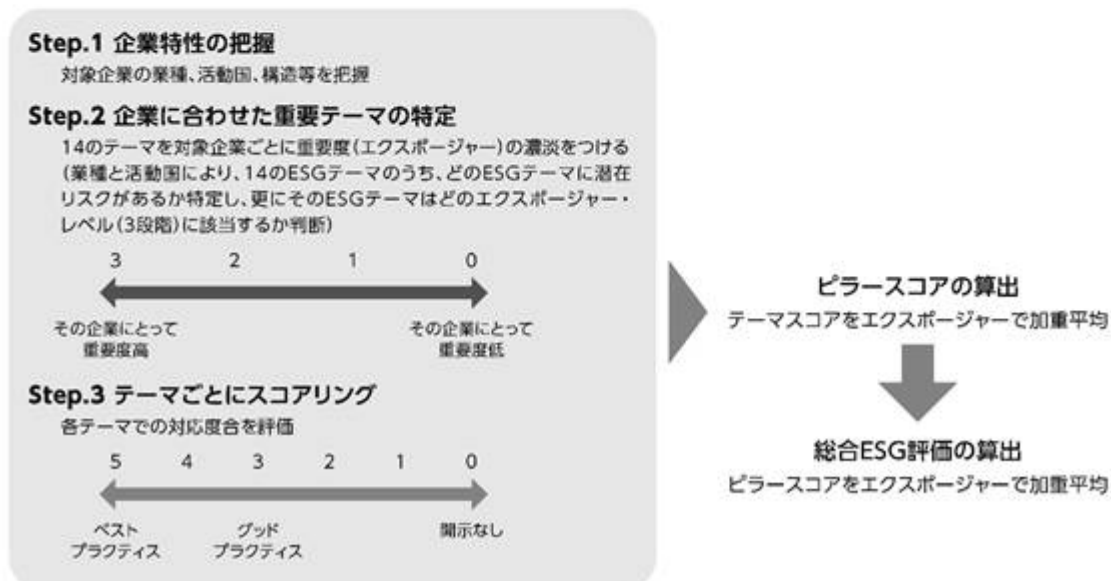 Step.1 企業特性の把握
対象企業の業種、活動国、構造等を把握
Step.2 企業に合わせた重要テーマの特定
14のテーマを対象企業ごとに重要度(エクスポージャー)の濃淡をつける
(業種と活動国により、14のESGテーマのうち、どのESGテーマに潜在
リスクがあるか特定し、更にそのESGテーマはどのエクスポージャー・
レベル(3段階)に該当するか判断)
3 2 1 0
その企業にとって
重要度高
その企業にとって
重要度低
Step.3 テーマごとにスコアリング
各テーマでの対応度合を評価
5 4 3 2 1 0
ベスト
プラクティス
グッド
プラクティス
開示なし
ピラースコアの算出
テーマスコアをエクスポージャーで加重平均
総合ESG評価の算出
ピラースコアをエクスポージャーで加重平均